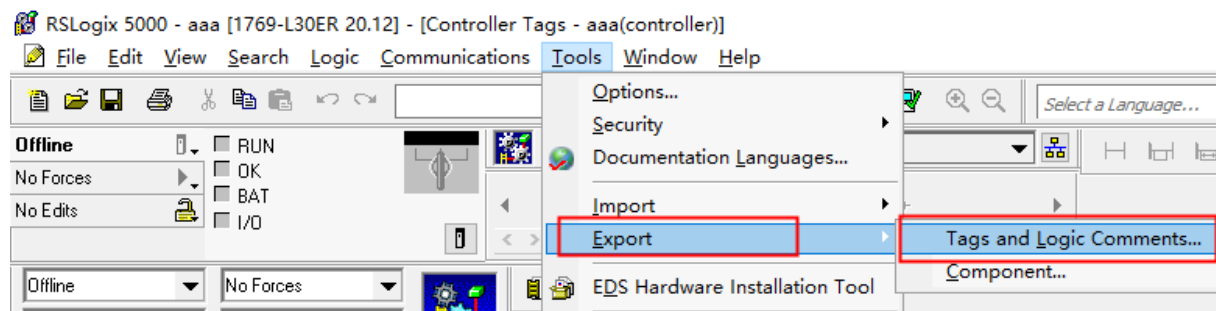 RSLogix 5000 - aaa [1769-L30ER 20.12] - [Controller Tags - aaa(controller)]
File Edit View Search Logic Communications Tools Window Help
Options...
Select a Language...
Security
Offline
RUN
Documentation Languages...
No Forces
OK
BAT
No Edits
Import
I/O
Export
Tags and Logic Comments...
Component...
Offline
No Forces
EDS Hardware Installation Tool